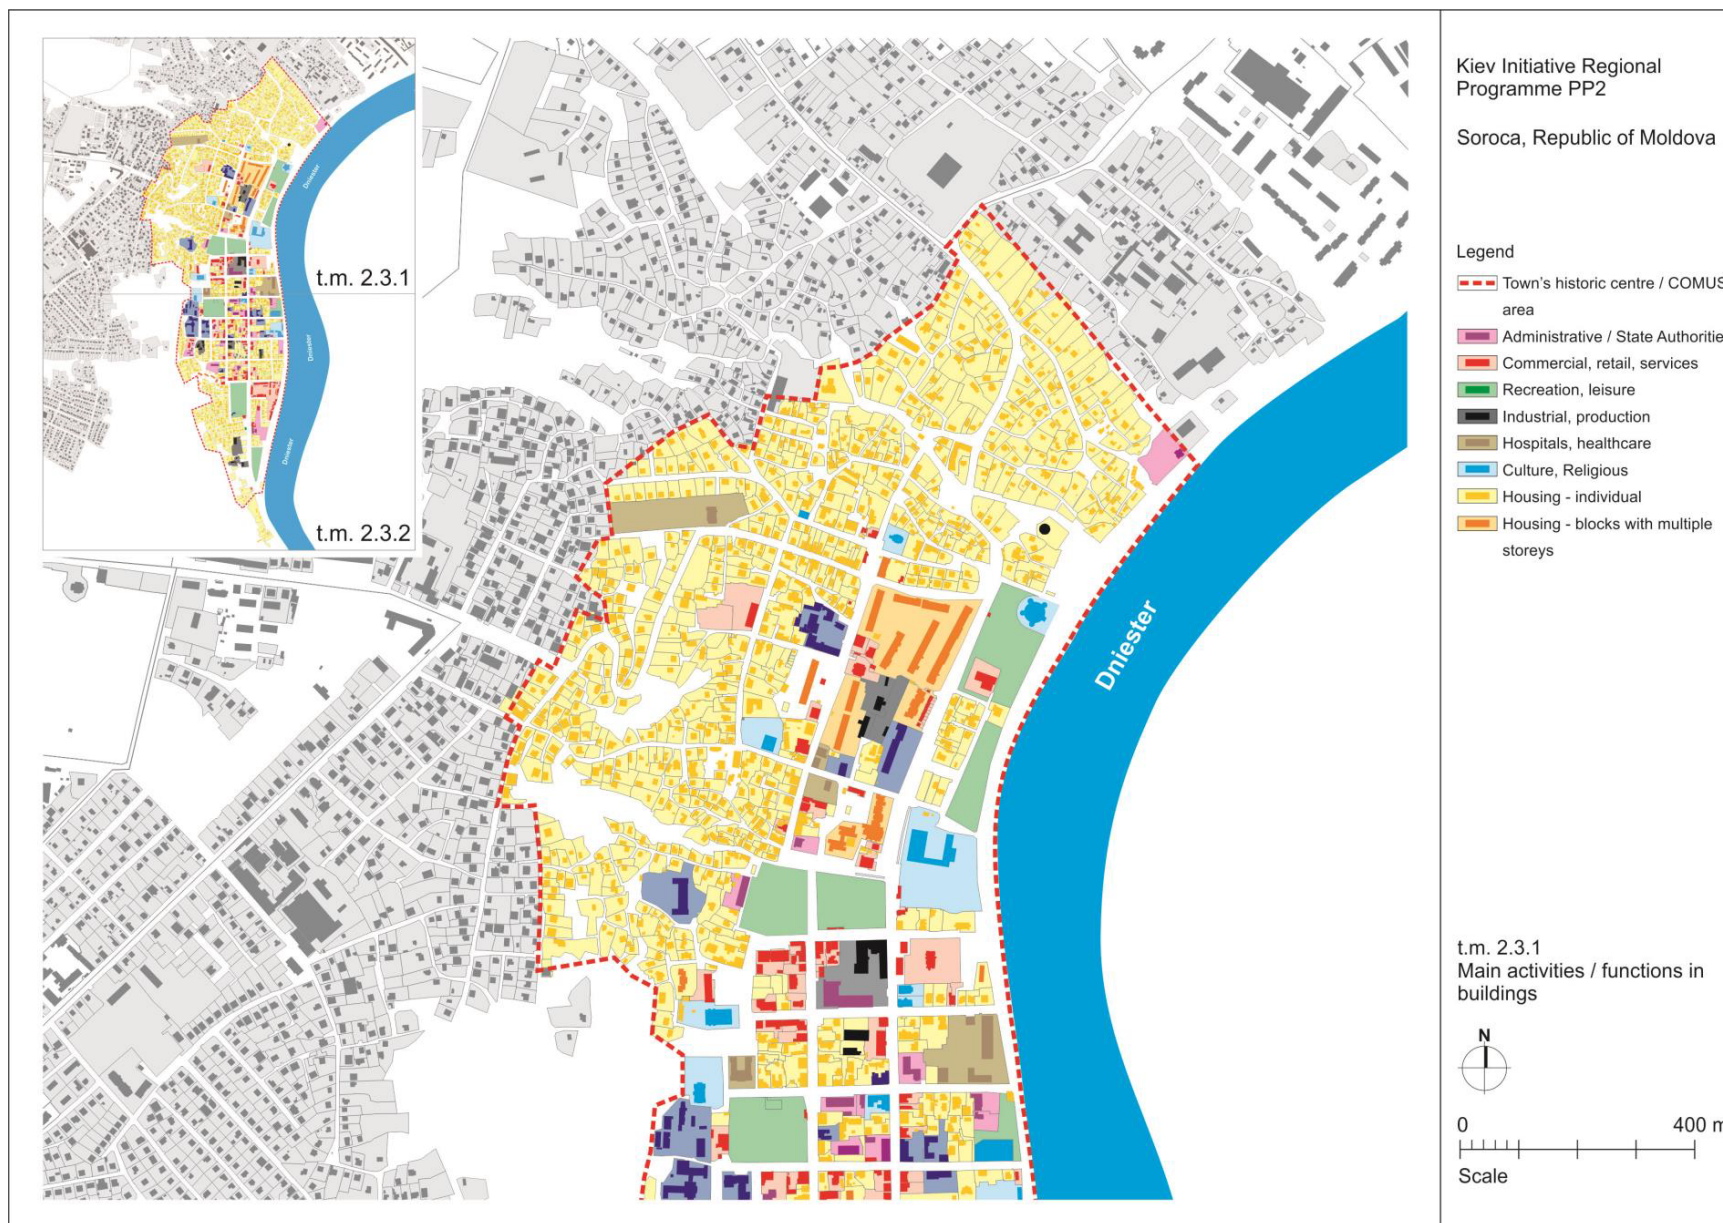 Kiev Initiative Regional
Programme PP2
Soroca, Republic of Moldova
Legend
Town's historic centre / COMUS
area
Administrative / State Authoritie
Commercial, retail, services
Recreation, leisure
Industrial, production
Hospitals, healthcare
Culture, Religious
Housing - individual
Housing - blocks with multiple
storeys
t.m. 2.3.1
Main activities / functions in
buildings
N
0 400 m
Scale
Dniester
Dniester
t.m. 2.3.1
Dniester
Dniester
t.m. 2.3.2